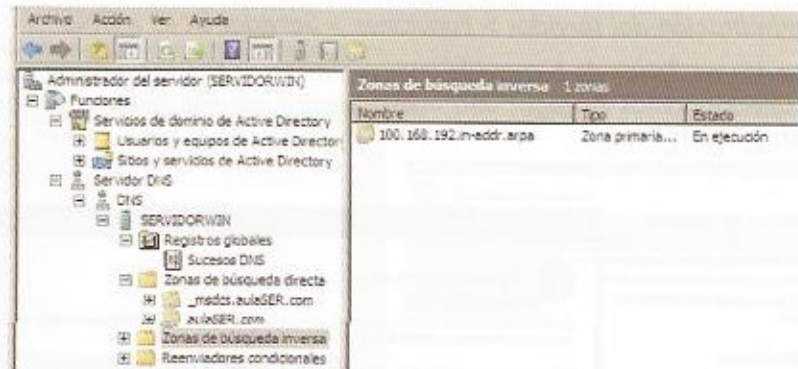 Archivo Acción Ver Ayuda
Administrador del servidor (SERVIDORWIN)
Funciones
Servicios de dominio de Active Directory
Usuarios y equipos de Active Director
Sitios y servicios de Active Directory
Servidor DNS
DNS
SERVIDORWIN
Registros globales
Sucesos DNS
Zonas de búsqueda directa
_msdcs.aulaSER.com
aulaSER.com
Zonas de búsqueda inversa
Reenviadores condicionales
Zonas de búsqueda inversa 1 zonas
Nombre Tipo Estado
100.168.192.in-addr.arpa Zona primaria... En ejecución